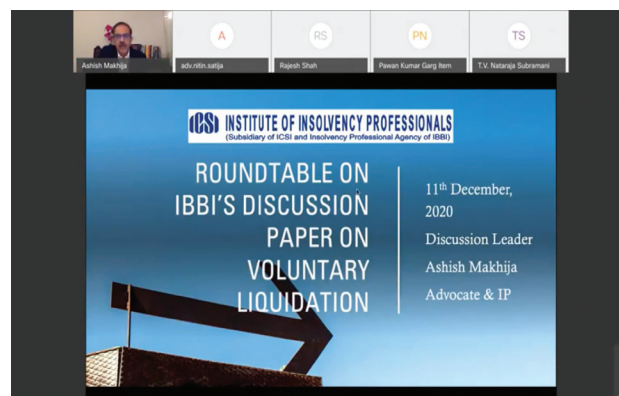 A
RS
PN
TS
Ashish Makhija
adv.nitin.satija
Rajesh Shah
Pawan Kumar Garg Item
T.V. Nataraja Subramani
ICSI INSTITUTE OF INSOLVENCY PROFESSIONALS
(Subsidiary of ICSI and Insolvency Professional Agency of IBBI)
ROUNDTABLE ON
IBBI'S DISCUSSION
PAPER ON
VOLUNTARY
LIQUIDATION
11th December,
2020
Discussion Leader
Ashish Makhija
Advocate & IP